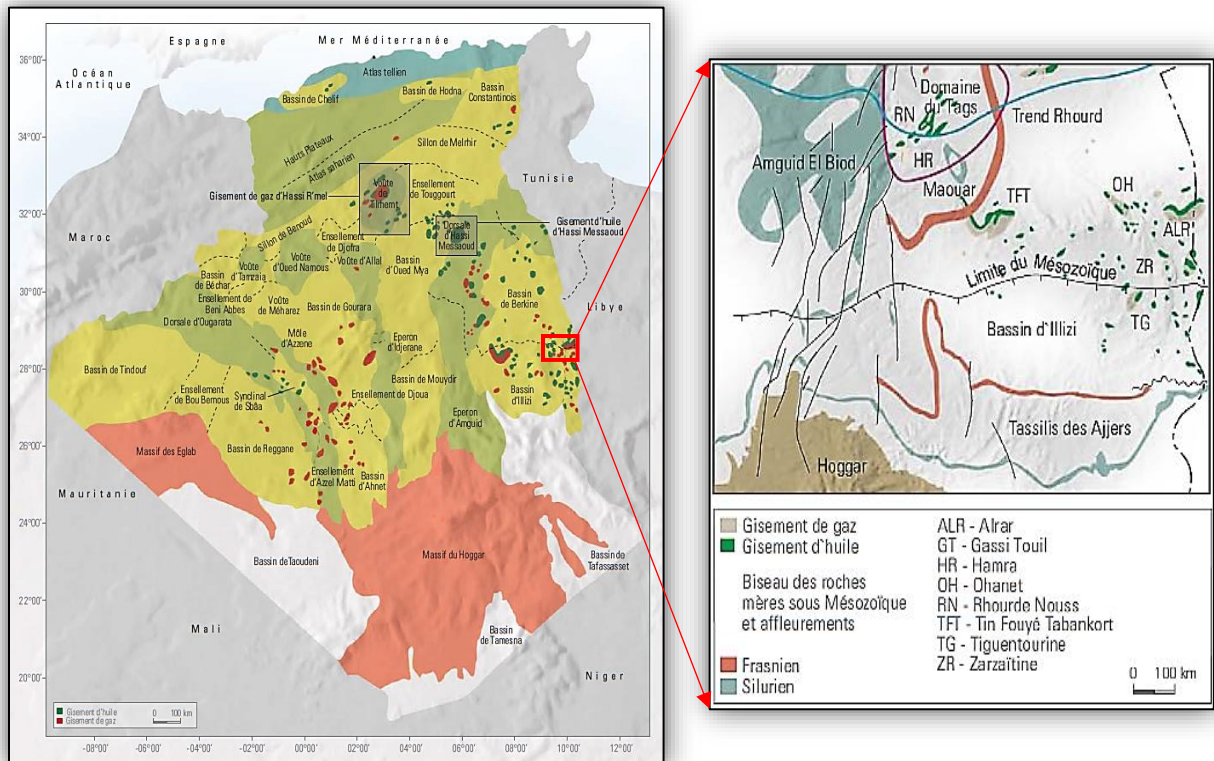 Espagne
Mer Méditerranée
Océan
Atlantique
Atlas tellien
Bassin de Chelif
Bassin de Hodna
Bassin
Constantinois
Hauts Plateaux
Atlas saharien
Sillon de Melrhir
Gisement de gaz d'Hassi R'mel
Voûte
de
Tilrhemt
Ensellement
de Touggourt
Tunisie
Gisement d'huile
d'Hassi Messaoud
Dorsale
d'Hassi
Messaoud
Maroc
Sillon de Benoud
Ensellement
de Djofra
Voûte d'Allal
Voûte
d'Oued Namous
Voûte
d'Tamzaia
Bassin
de Béchar
Bassin
d'Oued Mya
Ensellement de
Beni Abbes
Voûte
de Méharez
Bassin de Gourara
Bassin
de Berkine
Libye
Dorsale d'Ougarata
Môle
d'Azzene
Eperon
d'Idjerane
Bassin de Tindouf
Ensellement
de Bou Bernous
Synclinal
de Sbâa
Bassin de Mouydir
Ensellement de Djoua
Bassin
d'Illizi
Eperon
d'Amguid
Massif des Eglab
Bassin de Reggane
Ensellement
d'Azzel Matti
Bassin
d'Ahnet
Mauritanie
Bassin de Taoudeni
Massif du Hoggar
Bassin de
Tafassasset
Mali
Bassin
de Tamesna
Niger
36°00'
34°00'
32°00'
30°00'
28°00'
26°00'
24°00'
22°00'
20°00'
Gisement d'huile
Gisement de gaz
0 100 km
-08°00' -06°00' -04°00' -02°00' 00°00' 02°00' 04°00' 06°00' 08°00' 10°00' 12°00'
Domaine
du Tags
RN
Trend Rhourd
Amguid El Biod
HR
Maouar
TFT
OH
ALR
Limite du Mésozoïque
ZR
Bassin d'Illizi
TG
Tassilis des Ajjers
Hoggar
Gisement de gaz
Gisement d'huile
Biseau des roches
mères sous Mésozoïque
et affleurements
Frasnien
Silurien
ALR - Alrar
GT - Gassi Touil
HR - Hamra
OH - Ohanet
RN - Rhourde Nouss
TFT - Tin Fouyé Tabankort
TG - Tiguentourine
ZR - Zarzaïtine
0 100 km